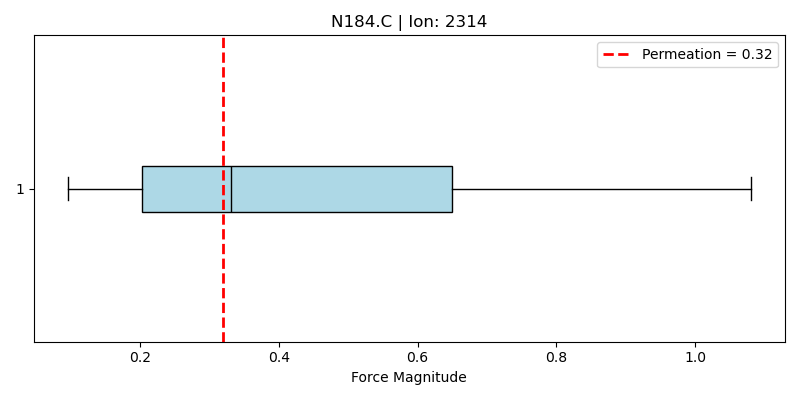 N184.C | Ion: 2314
Permeation = 0.32
1
0.2 0.4 0.6 0.8 1.0
Force Magnitude